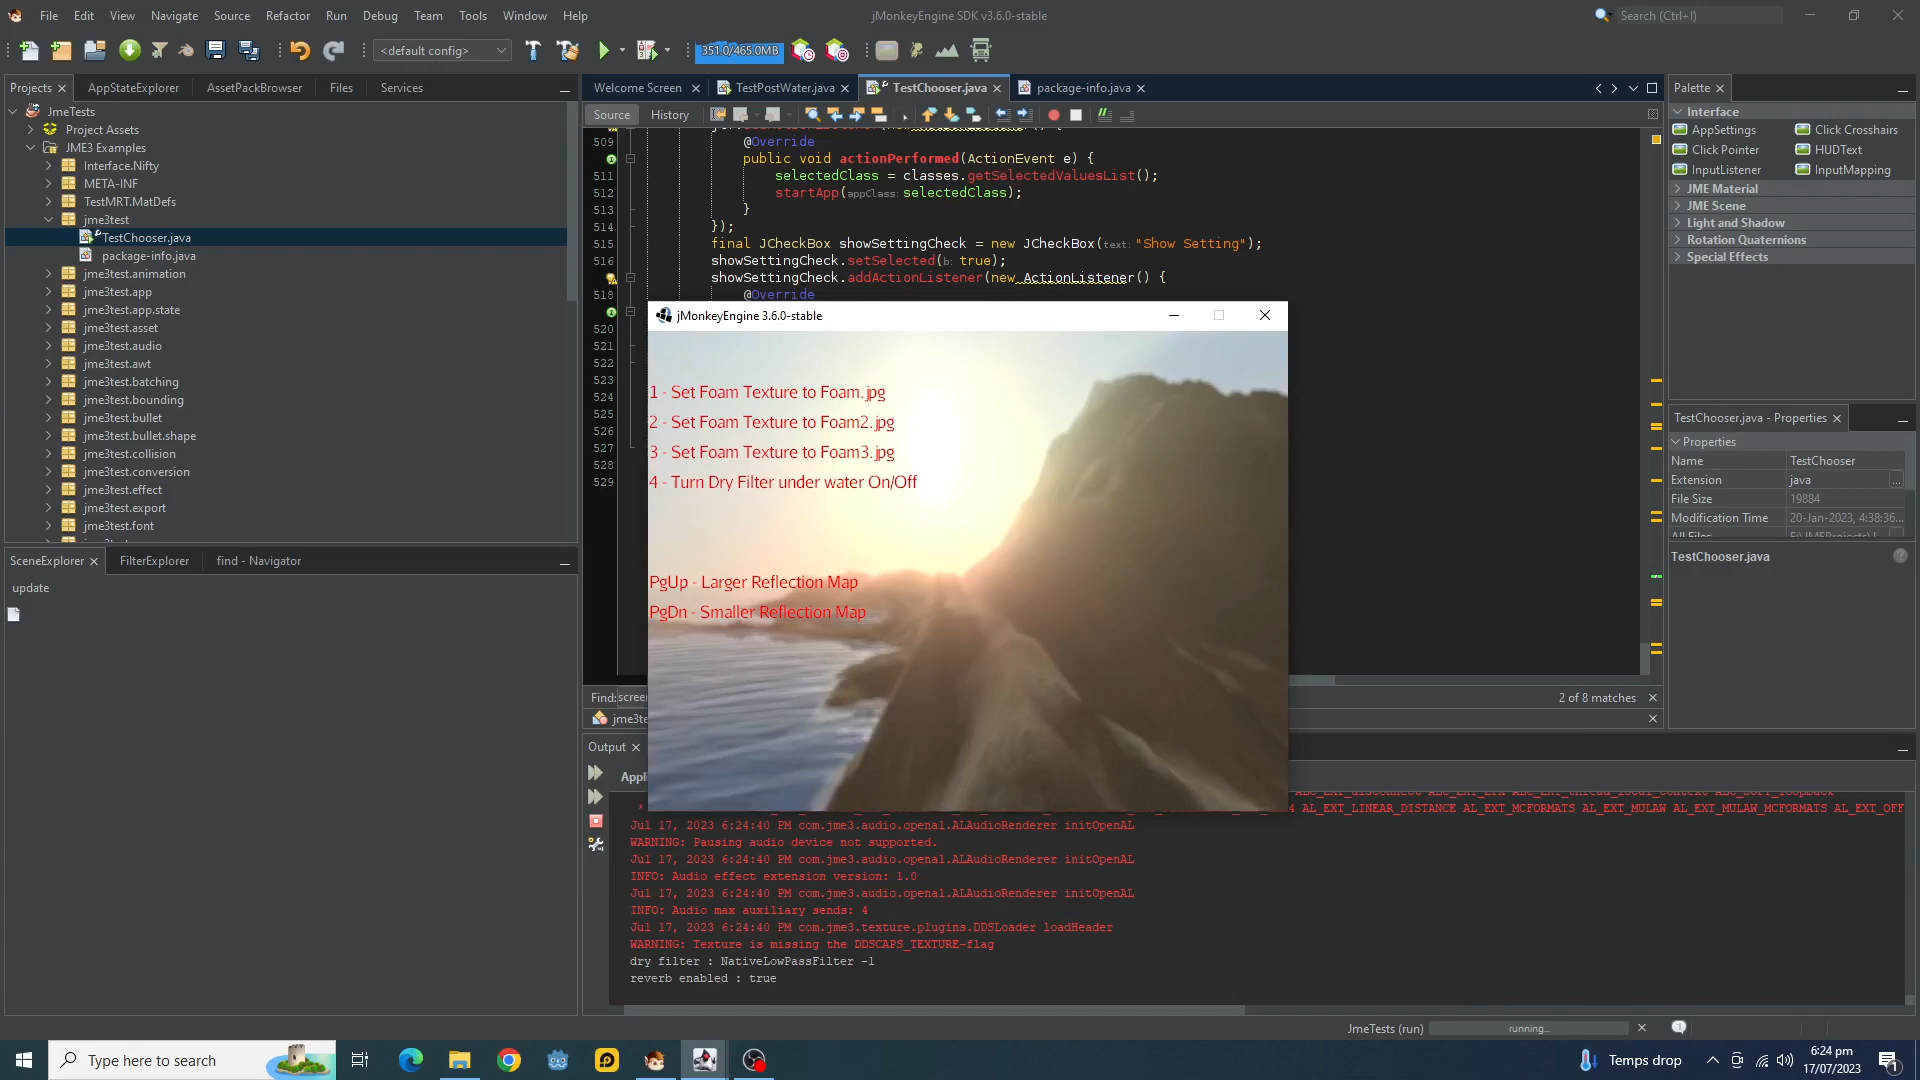 File Edit View Navigate Source Refactor Run Debug Team Tools Window Help
jMonkeyEngine SDK v3.6.0-stable
Search (Ctrl+I)
<default config>
351.0/465.0MB
Projects AppStateExplorer AssetPackBrowser Files Services
JmeTests
Project Assets
JME3 Examples
Interface.Nifty
META-INF
TestMRT.MatDefs
jme3test
TestChooser.java
package-info.java
jme3test.animation
jme3test.app
jme3test.app.state
jme3test.asset
jme3test.audio
jme3test.awt
jme3test.batching
jme3test.bounding
jme3test.bullet
jme3test.bullet.shape
jme3test.collision
jme3test.conversion
jme3test.effect
jme3test.export
jme3test.font
SceneExplorer FilterExplorer find - Navigator
update
Welcome Screen TestPostWater.java TestChooser.java package-info.java
Source History
509 @Override
public void actionPerformed(ActionEvent e) {
511 selectedClass = classes.getSelectedValuesList();
512 startApp(appClass: selectedClass);
513 }
514 });
515 final JCheckBox showSettingCheck = new JCheckBox(text: "Show Setting");
516 showSettingCheck.setSelected(b: true);
showSettingCheck.addActionListener(new ActionListener() {
518 @Override
520
521
522
523
524
525
526
527
528
529
jMonkeyEngine 3.6.0-stable
1 - Set Foam Texture to Foam.jpg
2 - Set Foam Texture to Foam2.jpg
3 - Set Foam Texture to Foam3.jpg
4 - Turn Dry Filter under water On/Off
PgUp - Larger Reflection Map
PgDn - Smaller Reflection Map
Find: 2 of 8 matches
Output
4 AL_EXT_LINEAR_DISTANCE AL_EXT_MCFORMATS AL_EXT_MULAW AL_EXT_MULAW_MCFORMATS AL_EXT_OFF
Jul 17, 2023 6:24:40 PM com.jme3.audio.openal.ALAudioRenderer initOpenAL
WARNING: Pausing audio device not supported.
Jul 17, 2023 6:24:40 PM com.jme3.audio.openal.ALAudioRenderer initOpenAL
INFO: Audio effect extension version: 1.0
Jul 17, 2023 6:24:40 PM com.jme3.audio.openal.ALAudioRenderer initOpenAL
INFO: Audio max auxiliary sends: 4
Jul 17, 2023 6:24:40 PM com.jme3.texture.plugins.DDSLoader loadHeader
WARNING: Texture is missing the DDSCAPS_TEXTURE-flag
dry filter : NativeLowPassFilter -1
reverb enabled : true
JmeTests (run) running...
Palette
Interface
AppSettings Click Crosshairs
Click Pointer HUDText
InputListener InputMapping
JME Material
JME Scene
Light and Shadow
Rotation Quaternions
Special Effects
TestChooser.java - Properties
Properties
Name TestChooser
Extension java ...
File Size 19884
Modification Time 20-Jan-2023, 4:38:36...
TestChooser.java
Type here to search
Temps drop
6:24 pm
17/07/2023
1